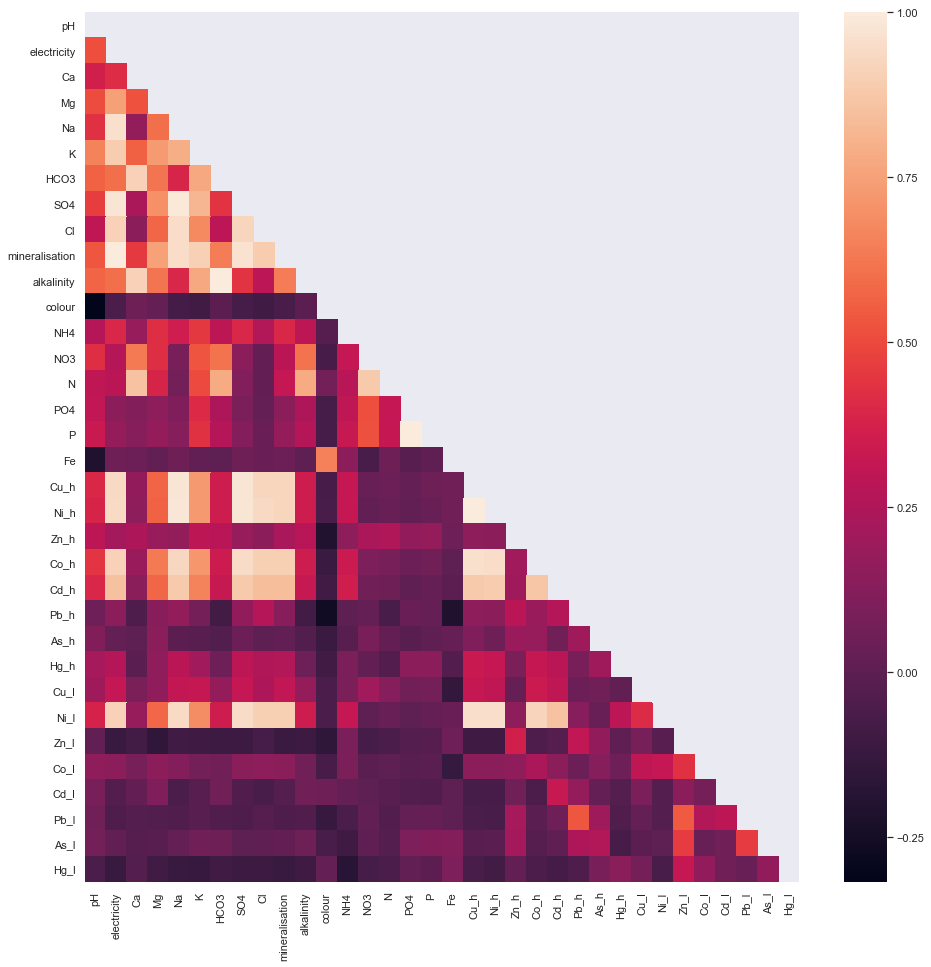 pH
electricity
Ca
Mg
Na
K
HCO3
SO4
Cl
mineralisation
alkalinity
colour
NH4
NO3
N
PO4
P
Fe
Cu_h
Ni_h
Zn_h
Co_h
Cd_h
Pb_h
As_h
Hg_h
Cu_l
Ni_l
Zn_l
Co_l
Cd_l
Pb_l
As_l
Hg_l
pH
electricity
Ca
Mg
Na
K
HCO3
SO4
Cl
mineralisation
alkalinity
colour
NH4
NO3
N
PO4
P
Fe
Cu_h
Ni_h
Zn_h
Co_h
Cd_h
Pb_h
As_h
Hg_h
Cu_l
Ni_l
Zn_l
Co_l
Cd_l
Pb_l
As_l
Hg_l
1.00
0.75
0.50
0.25
0.00
−0.25